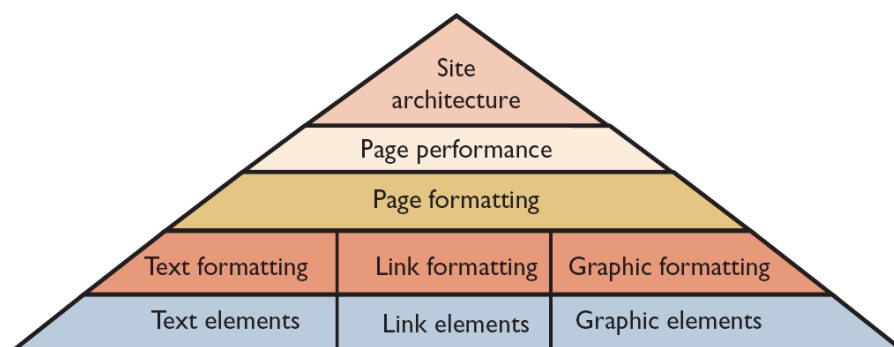 Site
architecture
Page performance
Page formatting
Text formatting Link formatting Graphic formatting
Text elements Link elements Graphic elements